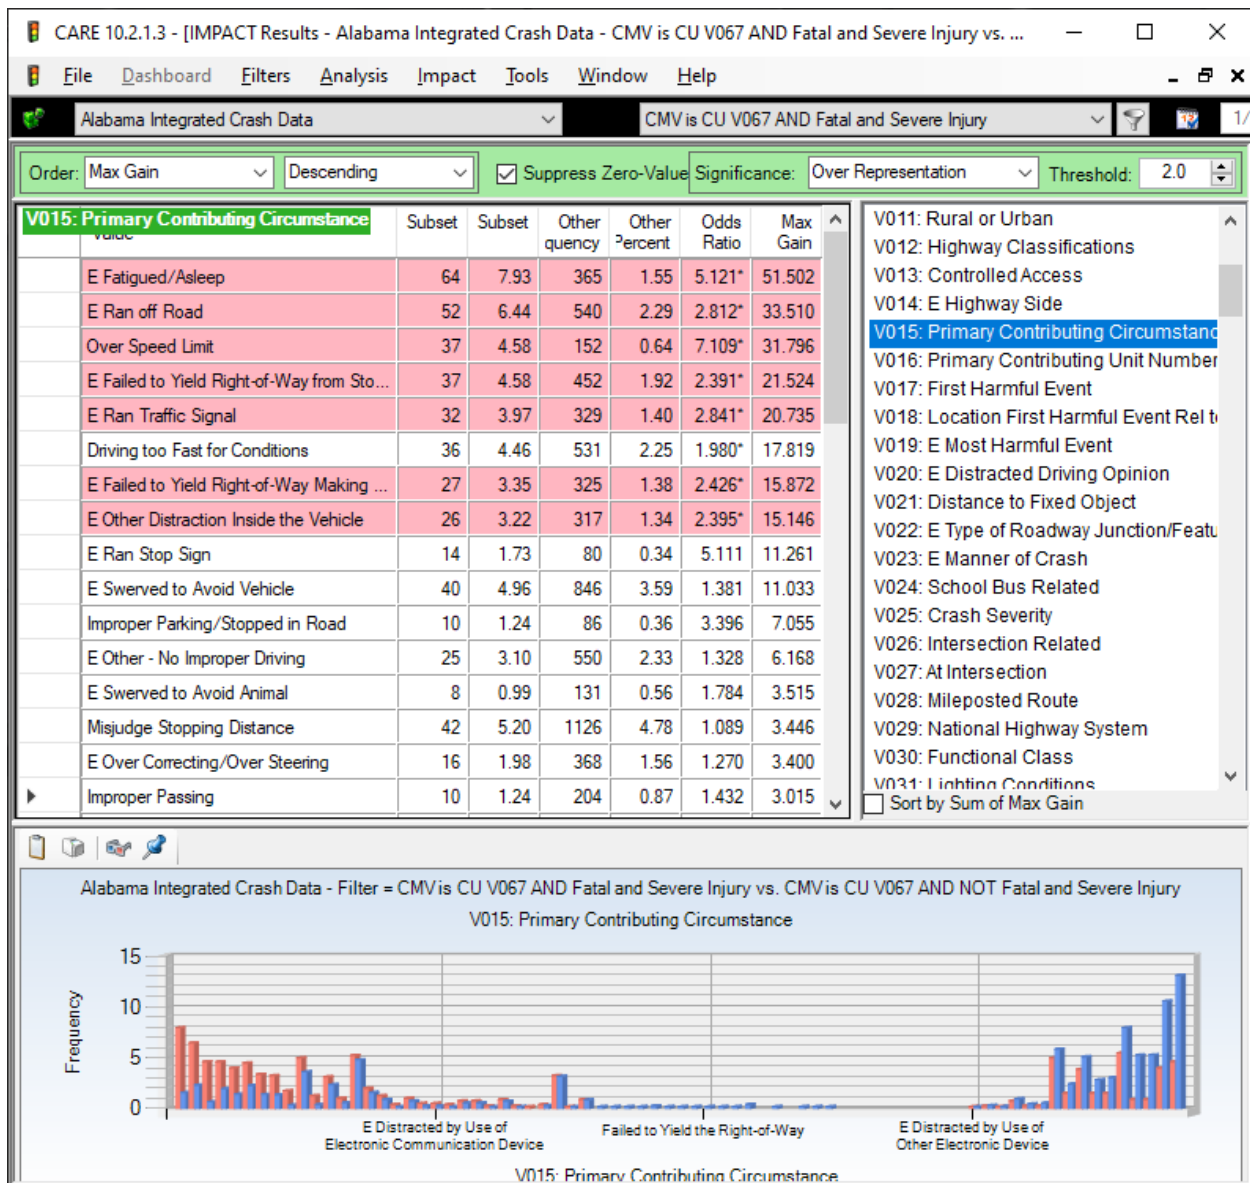 CARE 10.2.1.3 - [IMPACT Results - Alabama Integrated Crash Data - CMV is CU V067 AND Fatal and Severe Injury vs. ...
File Dashboard Filters Analysis Impact Tools Window Help
Alabama Integrated Crash Data CMV is CU V067 AND Fatal and Severe Injury 1/
Order: Max Gain Descending Suppress Zero-Value Significance: Over Representation Threshold: 2.0
V015: Primary Contributing Circumstance Subset Subset Other Other Odds Max
quency Percent Ratio Gain
E Fatigued/Asleep 64 7.93 365 1.55 5.121* 51.502
E Ran off Road 52 6.44 540 2.29 2.812* 33.510
Over Speed Limit 37 4.58 152 0.64 7.109* 31.796
E Failed to Yield Right-of-Way from Sto... 37 4.58 452 1.92 2.391* 21.524
E Ran Traffic Signal 32 3.97 329 1.40 2.841* 20.735
Driving too Fast for Conditions 36 4.46 531 2.25 1.980* 17.819
E Failed to Yield Right-of-Way Making ... 27 3.35 325 1.38 2.426* 15.872
E Other Distraction Inside the Vehicle 26 3.22 317 1.34 2.395* 15.146
E Ran Stop Sign 14 1.73 80 0.34 5.111 11.261
E Swerved to Avoid Vehicle 40 4.96 846 3.59 1.381 11.033
Improper Parking/Stopped in Road 10 1.24 86 0.36 3.396 7.055
E Other - No Improper Driving 25 3.10 550 2.33 1.328 6.168
E Swerved to Avoid Animal 8 0.99 131 0.56 1.784 3.515
Misjudge Stopping Distance 42 5.20 1126 4.78 1.089 3.446
E Over Correcting/Over Steering 16 1.98 368 1.56 1.270 3.400
Improper Passing 10 1.24 204 0.87 1.432 3.015
V011: Rural or Urban
V012: Highway Classifications
V013: Controlled Access
V014: E Highway Side
V015: Primary Contributing Circumstanc
V016: Primary Contributing Unit Number
V017: First Harmful Event
V018: Location First Harmful Event Rel t
V019: E Most Harmful Event
V020: E Distracted Driving Opinion
V021: Distance to Fixed Object
V022: E Type of Roadway Junction/Featu
V023: E Manner of Crash
V024: School Bus Related
V025: Crash Severity
V026: Intersection Related
V027: At Intersection
V028: Mileposted Route
V029: National Highway System
V030: Functional Class
V031: Lighting Conditions
Sort by Sum of Max Gain
Alabama Integrated Crash Data - Filter = CMV is CU V067 AND Fatal and Severe Injury vs. CMV is CU V067 AND NOT Fatal and Severe Injury
V015: Primary Contributing Circumstance
15
10
5
0
Frequency
E Distracted by Use of
Electronic Communication Device
Failed to Yield the Right-of-Way
E Distracted by Use of
Other Electronic Device
V015: Primary Contributing Circumstance